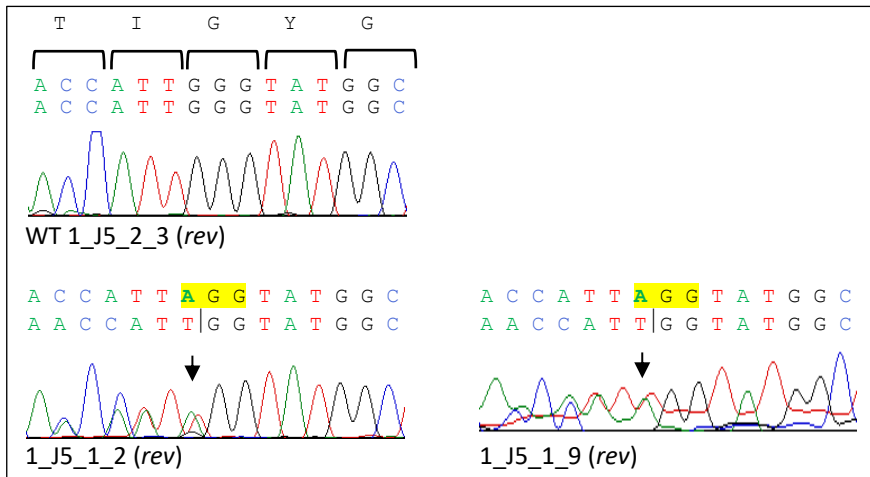 T I G Y G
A C C A T T G G G T A T G G C
A C C A T T G G G T A T G G C
WT 1_J5_2_3 (rev)
A C C A T T A G G T A T G G C
A A C C A T T|G G T A T G G C
1_J5_1_2 (rev)
A C C A T T A G G T A T G G C
A A C C A T T|G G T A T G G C
1_J5_1_9 (rev)